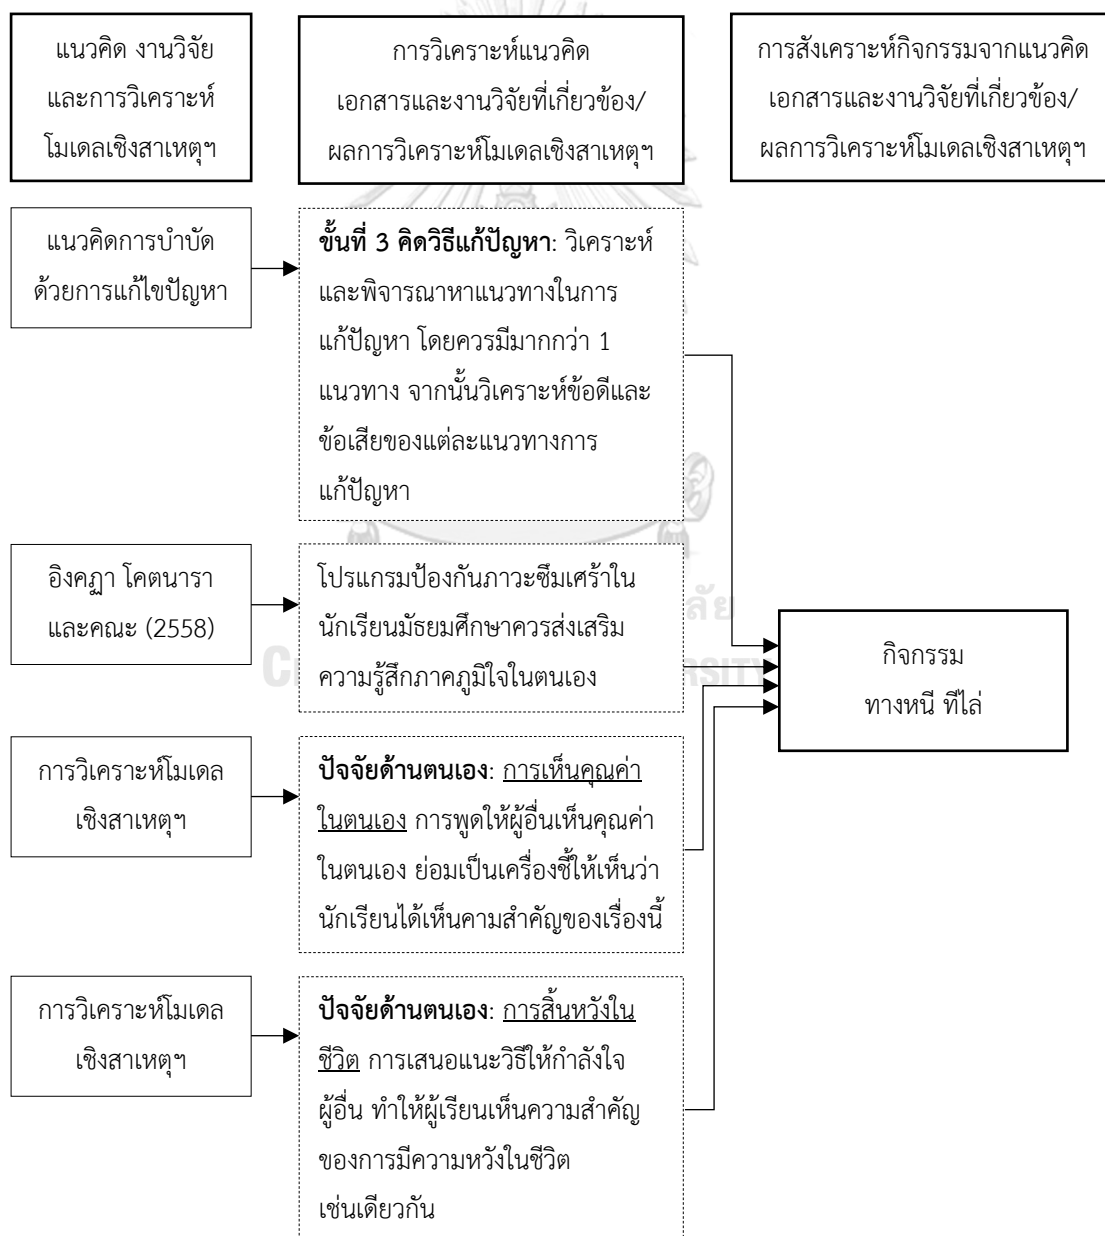 แนวคิด งานวิจัย
และการวิเคราะห์
โมเดลเชิงสาเหตุฯ
การวิเคราะห์แนวคิด
เอกสารและงานวิจัยที่เกี่ยวข้อง/
ผลการวิเคราะห์โมเดลเชิงสาเหตุฯ
การสังเคราะห์กิจกรรมจากแนวคิด
เอกสารและงานวิจัยที่เกี่ยวข้อง/
ผลการวิเคราะห์โมเดลเชิงสาเหตุฯ
แนวคิดการบำบัด
ด้วยการแก้ไขปัญหา
ขั้นที่ 3 คิดวิธีแก้ปัญหา: วิเคราะห์
และพิจารณาหาแนวทางในการ
แก้ปัญหา โดยควรมีมากกว่า 1
แนวทาง จากนั้นวิเคราะห์ข้อดีและ
ข้อเสียของแต่ละแนวทางการ
แก้ปัญหา
อิงคฏา โคตนารา
และคณะ (2558)
โปรแกรมป้องกันภาวะซึมเศร้าใน
นักเรียนมัธยมศึกษาควรส่งเสริม
ความรู้สึกภาคภูมิใจในตนเอง
การวิเคราะห์โมเดล
เชิงสาเหตุฯ
ปัจจัยด้านตนเอง: การเห็นคุณค่า
ในตนเอง การพูดให้ผู้อื่นเห็นคุณค่า
ในตนเอง ย่อมเป็นเครื่องชี้ให้เห็นว่า
นักเรียนได้เห็นคามสำคัญของเรื่องนี้
การวิเคราะห์โมเดล
เชิงสาเหตุฯ
ปัจจัยด้านตนเอง: การสิ้นหวังใน
ชีวิต การเสนอแนะวิธีให้กำลังใจ
ผู้อื่น ทำให้ผู้เรียนเห็นความสำคัญ
ของการมีความหวังในชีวิต
เช่นเดียวกัน
กิจกรรม
ทางหนี ทีไล่